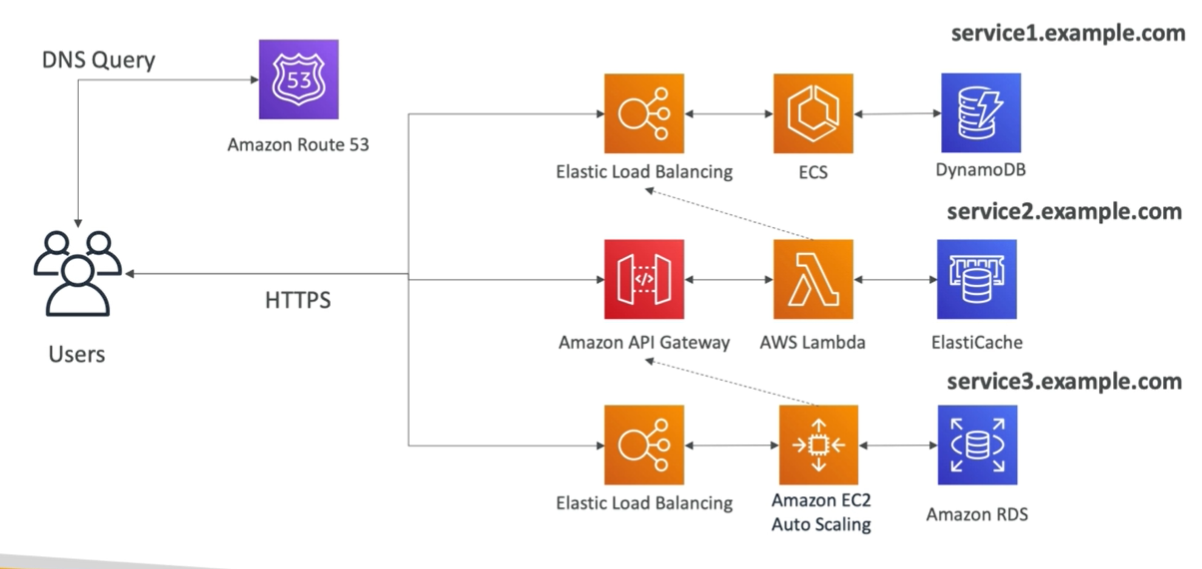 service1.example.com
DNS Query
53
Amazon Route 53
Elastic Load Balancing
ECS
DynamoDB
service2.example.com
HTTPS
</>
Users
Amazon API Gateway
AWS Lambda
ElastiCache
service3.example.com
Elastic Load Balancing
Amazon EC2
Auto Scaling
Amazon RDS